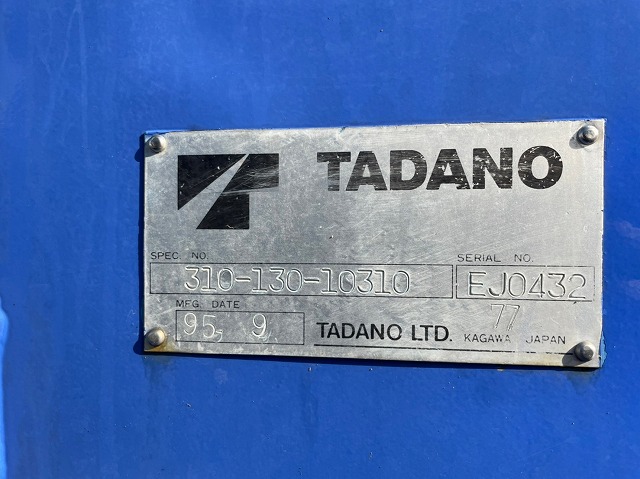 TADANO
SPEC. NO. SERIAL NO.
310-130-10310 EJ0432
MFG. DATE 77
95, 9 TADANO LTD. KAGAWA JAPAN